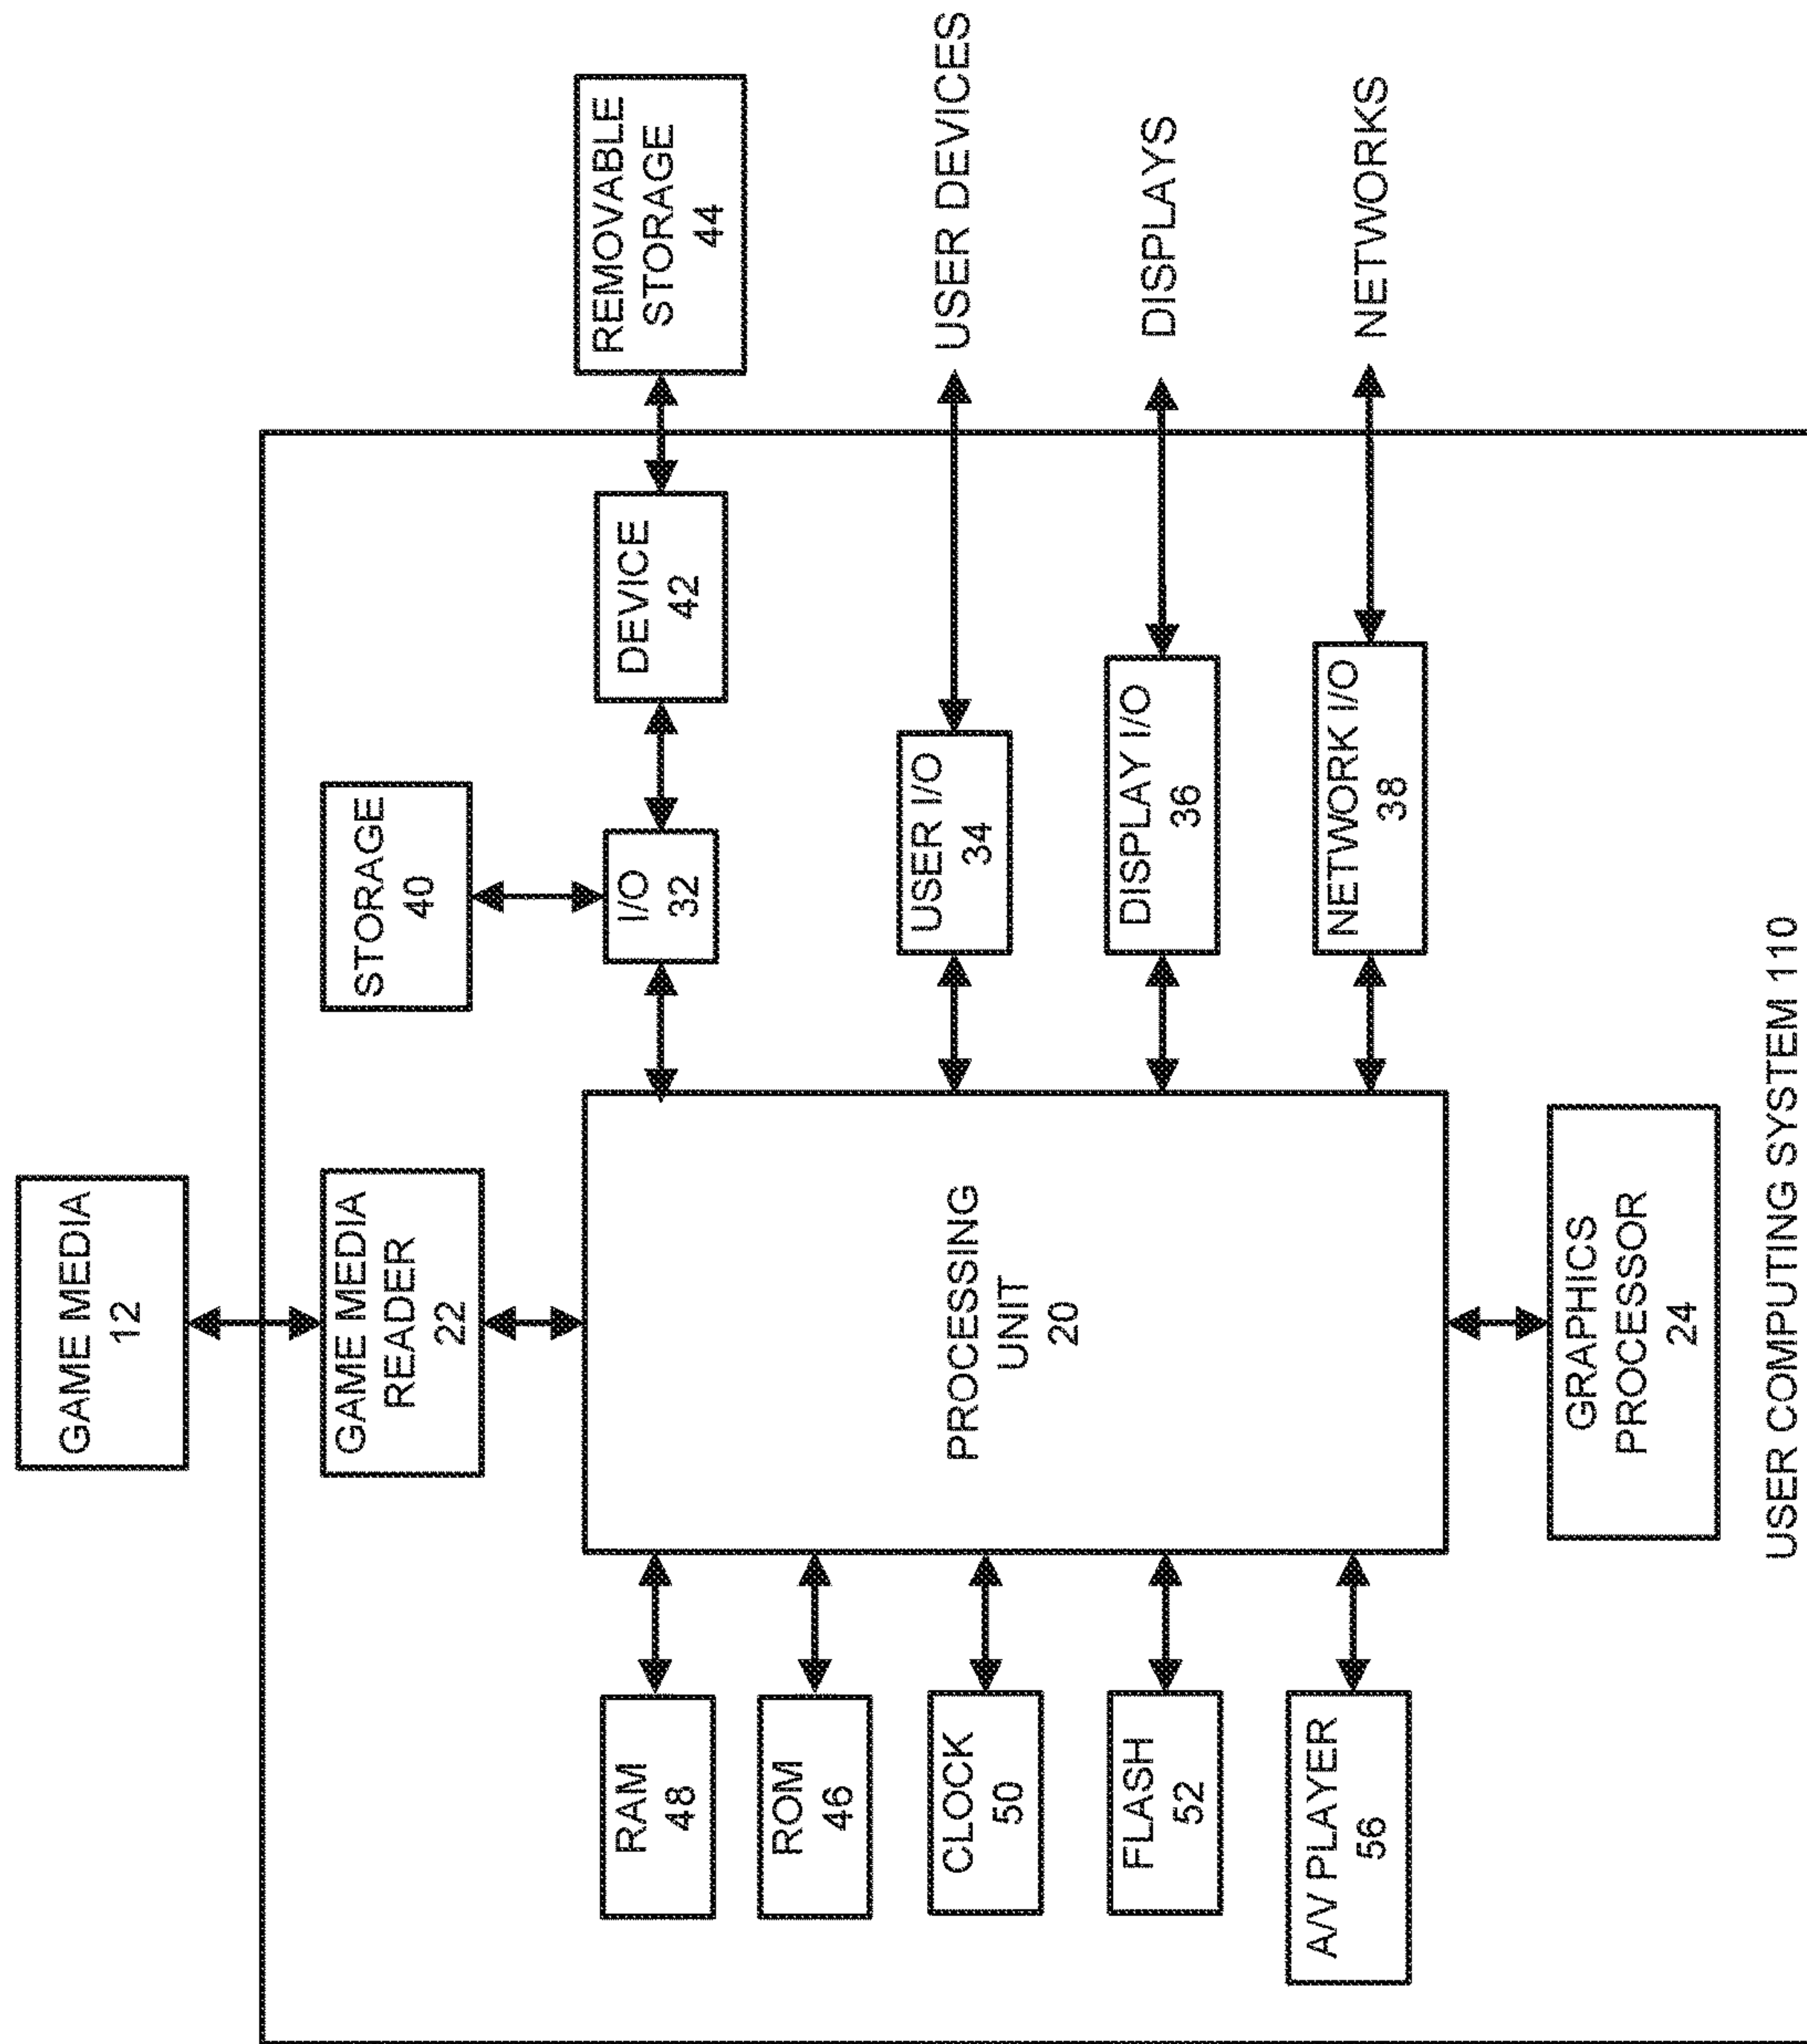 GAME MEDIA
12
GAME MEDIA
READER
22
STORAGE
40
RAM
48
ROM
46
CLOCK
50
FLASH
52
A/V PLAYER
56
PROCESSING
UNIT
20
I/O
32
DEVICE
42
REMOVABLE
STORAGE
44
USER I/O
34
USER DEVICES
DISPLAY I/O
36
DISPLAYS
NETWORK I/O
38
NETWORKS
GRAPHICS
PROCESSOR
24
USER COMPUTING SYSTEM 110